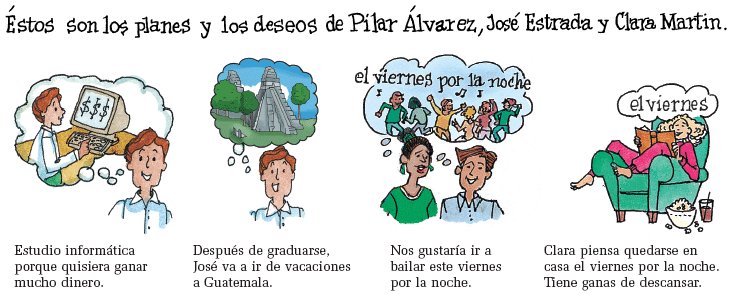 Éstos son los planes y los deseos de Pilar Álvarez, José Estrada y Clara Martin.
$$$
el viernes por la noche
el viernes
Estudio informática
porque quisiera ganar
mucho dinero.
Después de graduarse,
José va a ir de vacaciones
a Guatemala.
Nos gustaría ir a
bailar este viernes
por la noche.
Clara piensa quedarse en
casa el viernes por la noche.
Tiene ganas de descansar.